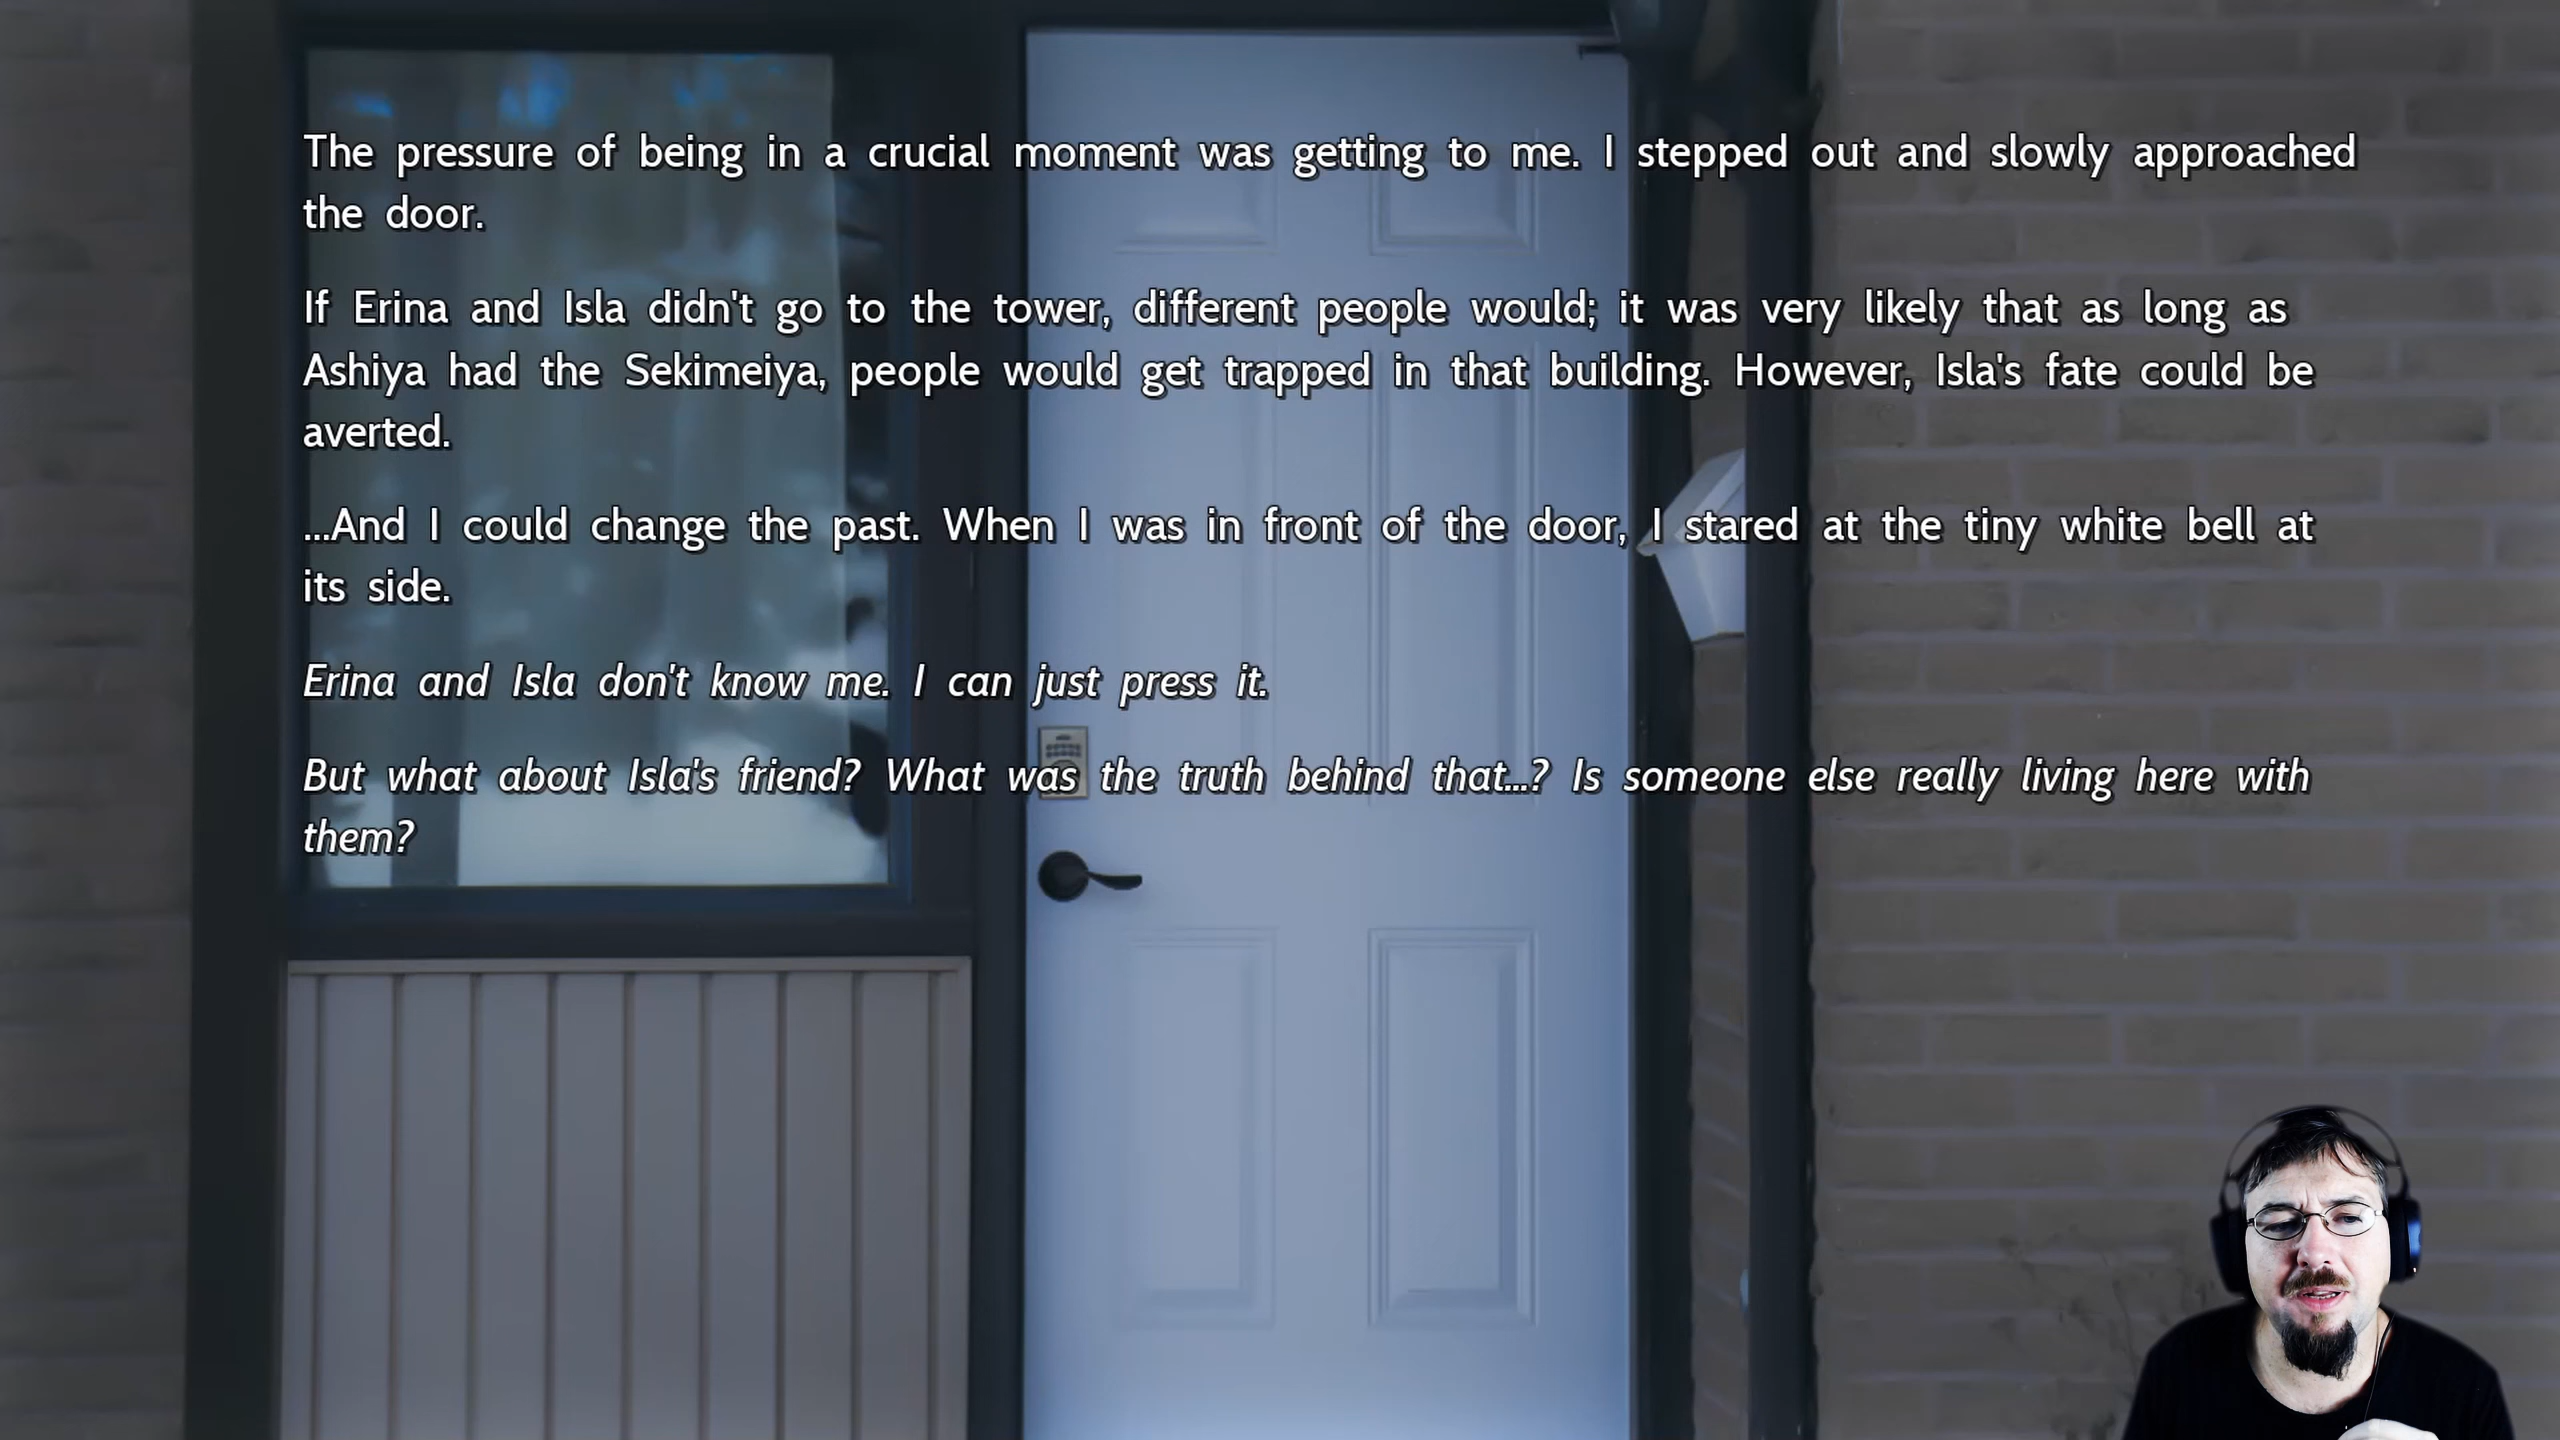 The pressure of being in a crucial moment was getting to me. I stepped out and slowly approached
the door.
If Erina and Isla didn't go to the tower, different people would; it was very likely that as long as
Ashiya had the Sekimeiya, people would get trapped in that building. However, Isla's fate could be
averted.
...And I could change the past. When I was in front of the door, I stared at the tiny white bell at
its side.
Erina and Isla don't know me. I can just press it.
But what about Isla's friend? What was the truth behind that...? Is someone else really living here with
them?